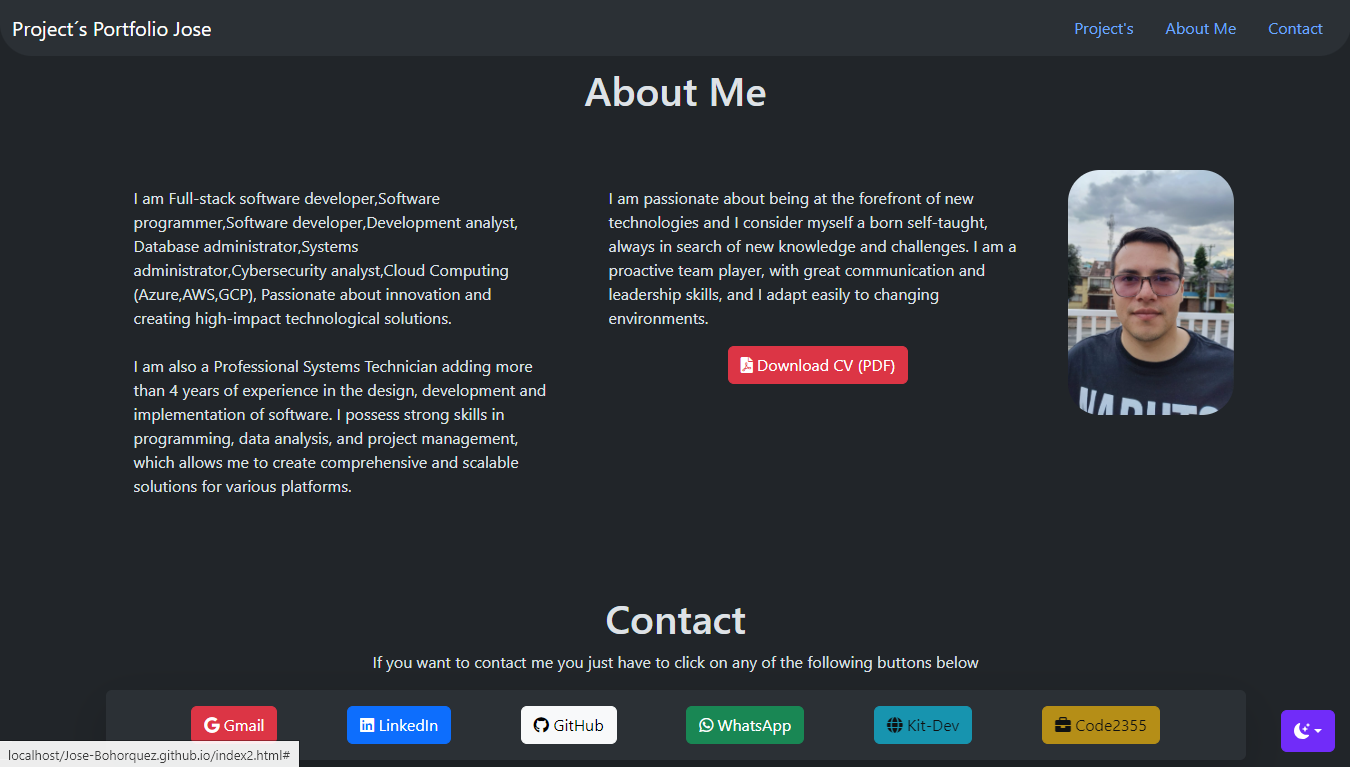 Project´s Portfolio Jose
Project's
About Me
Contact
About Me
I am Full-stack software developer,Software
programmer,Software developer,Development analyst,
Database administrator,Systems
administrator,Cybersecurity analyst,Cloud Computing
(Azure,AWS,GCP), Passionate about innovation and
creating high-impact technological solutions.
I am also a Professional Systems Technician adding more
than 4 years of experience in the design, development and
implementation of software. I possess strong skills in
programming, data analysis, and project management,
which allows me to create comprehensive and scalable
solutions for various platforms.
I am passionate about being at the forefront of new
technologies and I consider myself a born self-taught,
always in search of new knowledge and challenges. I am a
proactive team player, with great communication and
leadership skills, and I adapt easily to changing
environments.
Download CV (PDF)
NARUTO
Contact
If you want to contact me you just have to click on any of the following buttons below
Gmail
LinkedIn
GitHub
WhatsApp
Kit-Dev
Code2355
localhost/Jose-Bohorquez.github.io/index2.html#